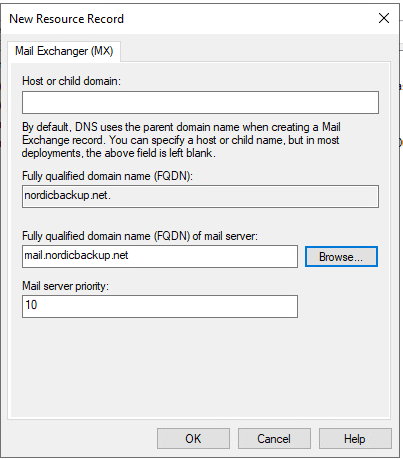 New Resource Record
Mail Exchanger (MX)
Host or child domain:
By default, DNS uses the parent domain name when creating a Mail
Exchange record. You can specify a host or child name, but in most
deployments, the above field is left blank.
Fully qualified domain name (FQDN):
nordicbackup.net.
Fully qualified domain name (FQDN) of mail server:
mail.nordicbackup.net
Browse...
Mail server priority:
10
OK
Cancel
Help